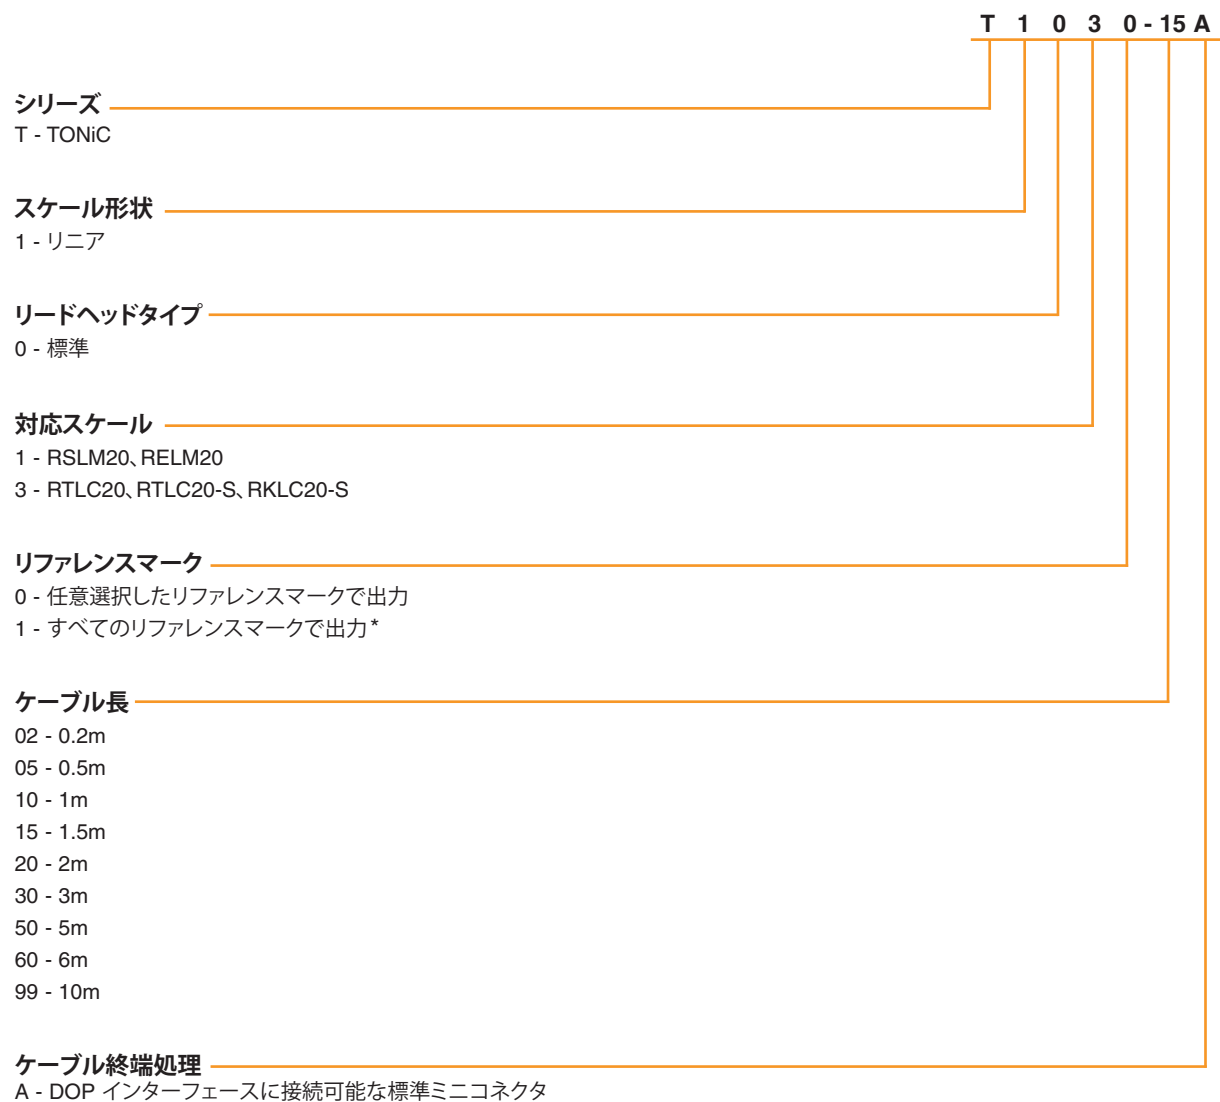 T 1 0 3 0 - 15 A
シリーズ
T - TONiC
スケール形状
1 - リニア
リードヘッドタイプ
0 - 標準
対応スケール
1 - RSLM20、RELM20
3 - RTLC20、RTLC20-S、RKLC20-S
リファレンスマーク
0 - 任意選択したリファレンスマークで出力
1 - すべてのリファレンスマークで出力*
ケーブル長
02 - 0.2m
05 - 0.5m
10 - 1m
15 - 1.5m
20 - 2m
30 - 3m
50 - 5m
60 - 6m
99 - 10m
ケーブル終端処理
A - DOP インターフェースに接続可能な標準ミニコネクタ